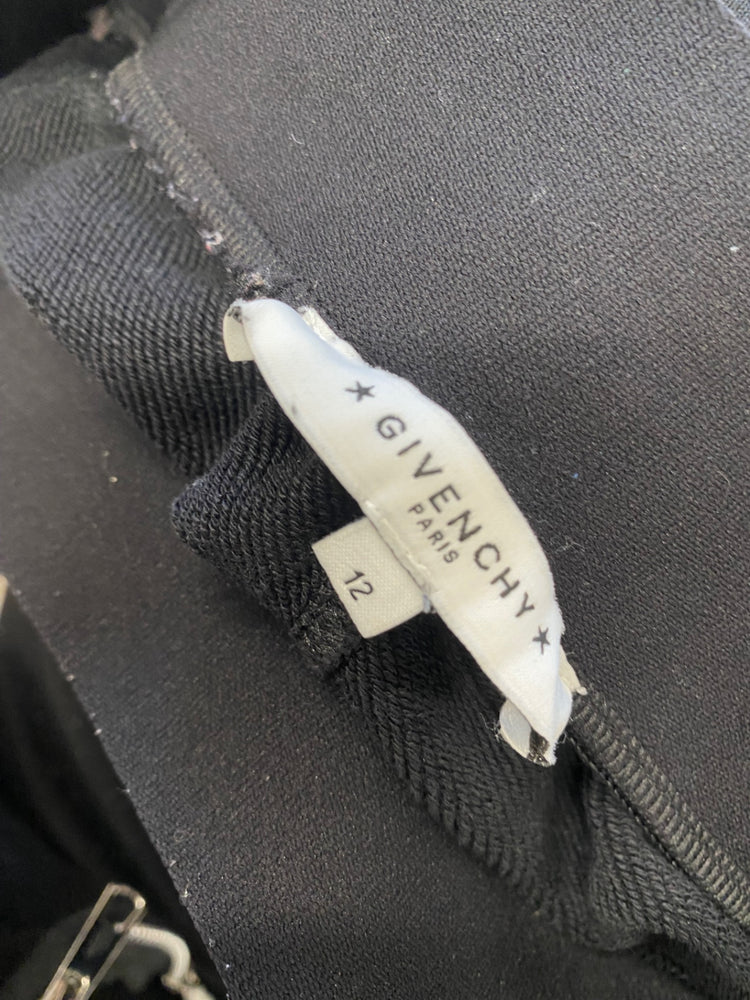 ★ GIVENCHY ★
PARIS
12